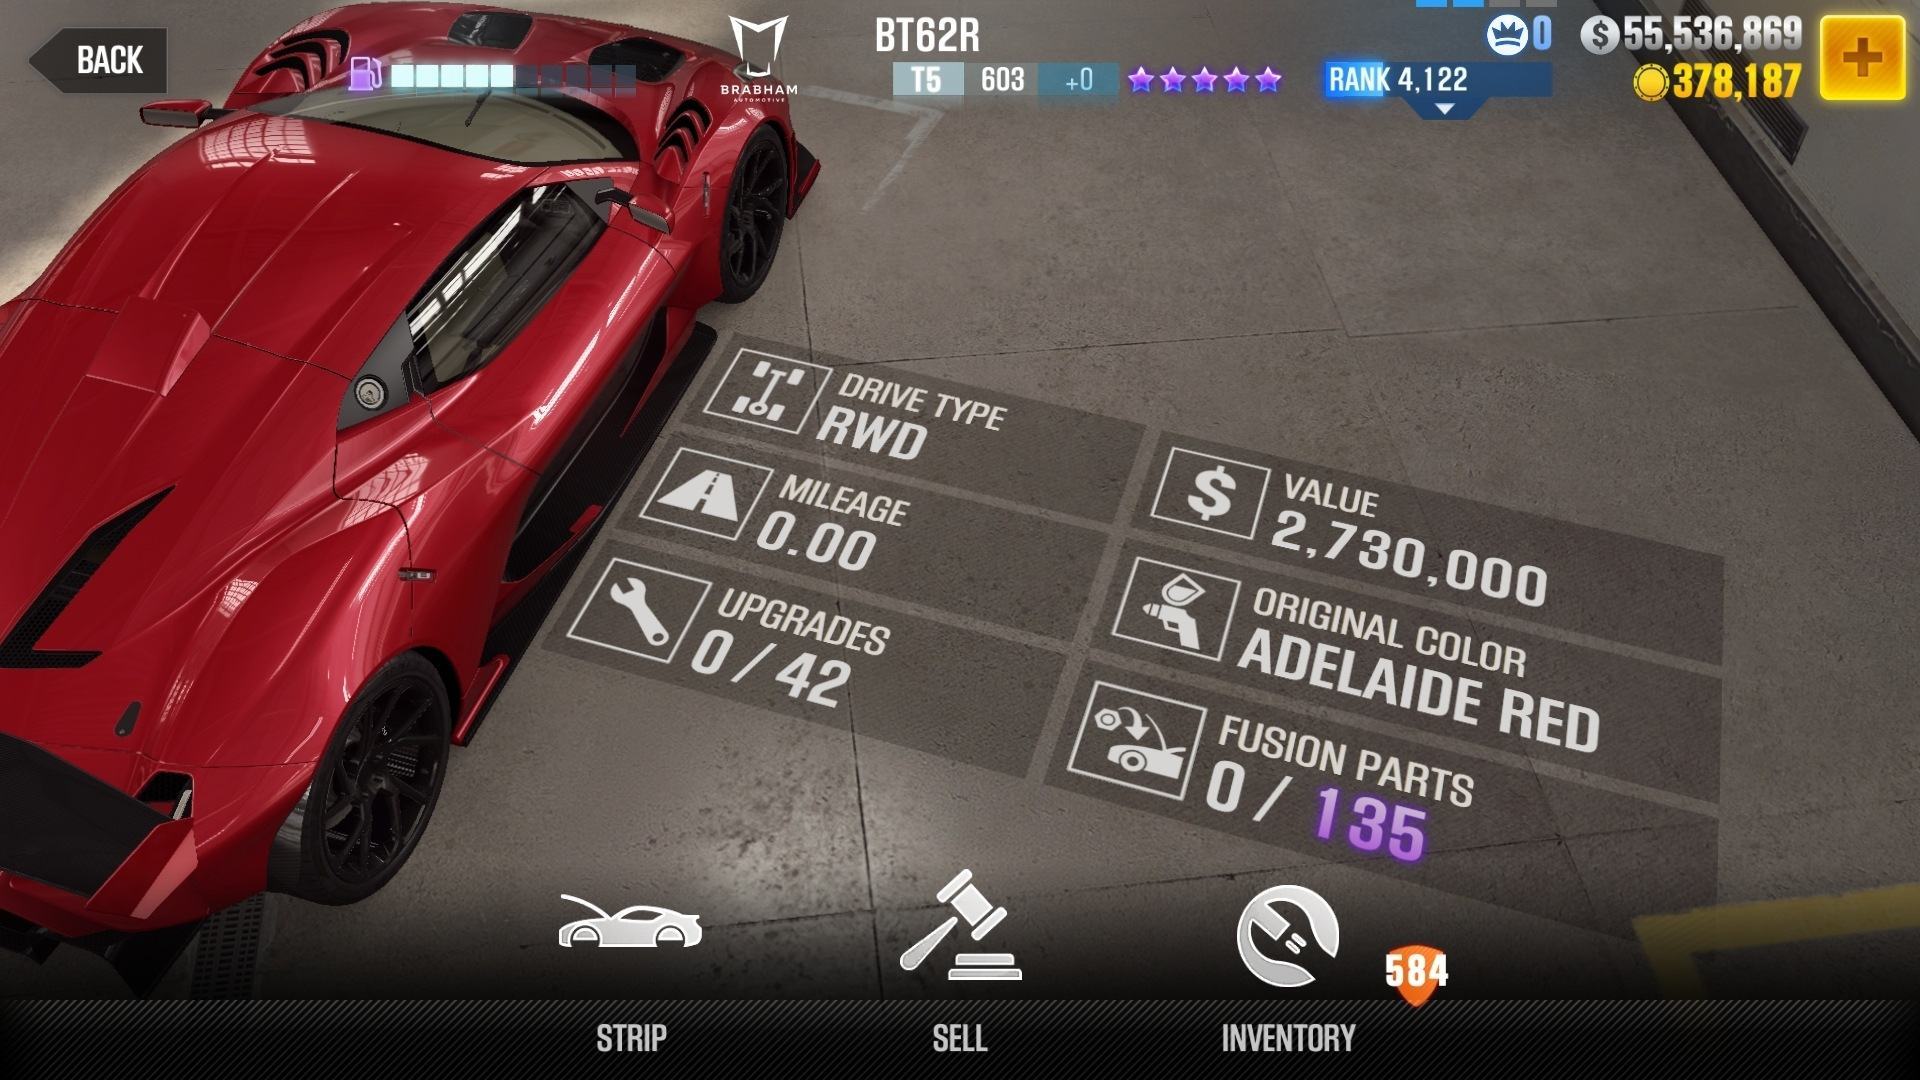 BACK
BRABHAM
AUTOMOTIVE
BT62R
T5 603 +0
RANK 4,122
0
$ 55,536,869
378,187
+
DRIVE TYPE
RWD
MILEAGE
0.00
UPGRADES
0/42
$ VALUE
2,730,000
ORIGINAL COLOR
ADELAIDE RED
FUSION PARTS
0/ 135
584
STRIP
SELL
INVENTORY